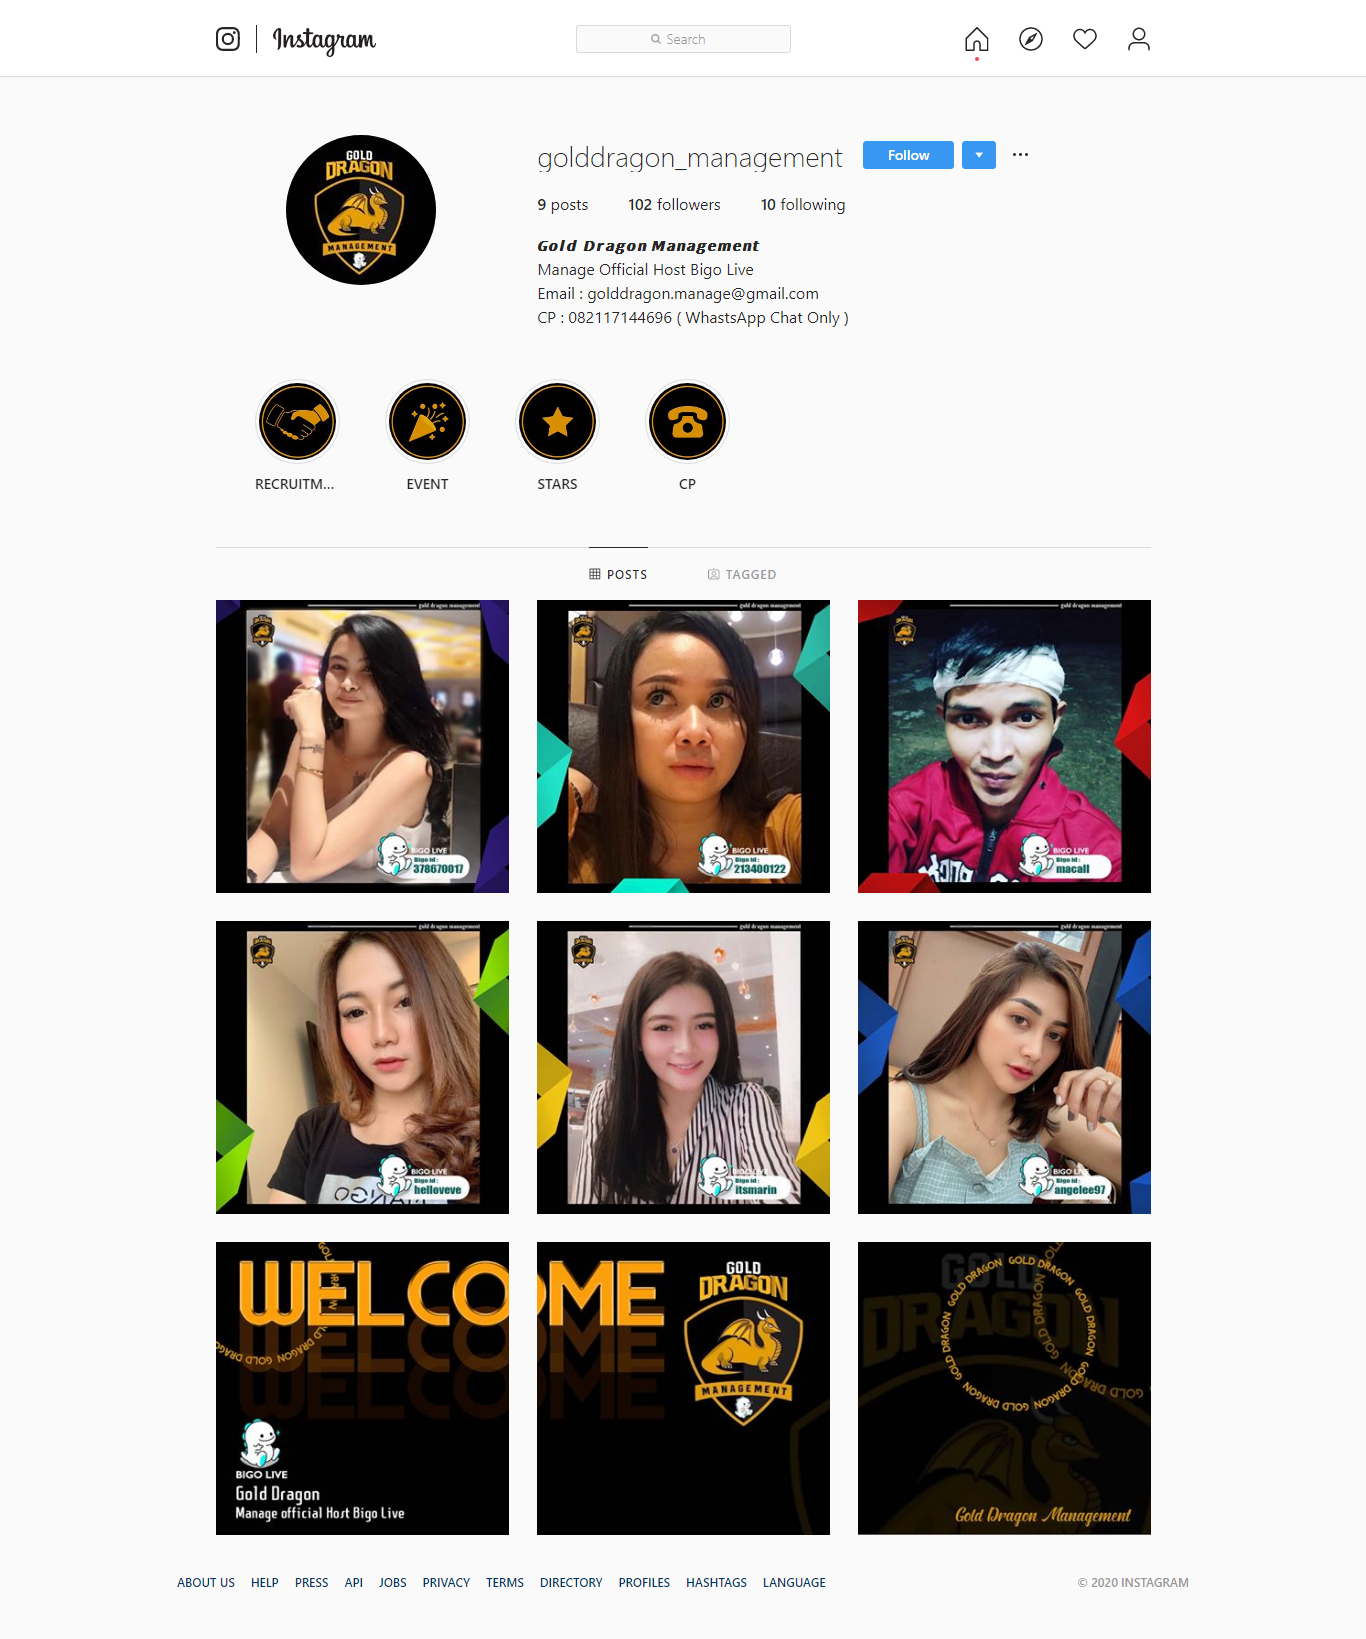 Instagram
Search
GOLD
DRAGON
MANAGEMENT
golddragon_management
Follow
9 posts 102 followers 10 following
Gold Dragon Management
Manage Official Host Bigo Live
Email : golddragon.manage@gmail.com
CP : 082117144696 ( WhastsApp Chat Only )
RECRUITM... EVENT STARS CP
POSTS TAGGED
gold dragon management
BIGO LIVE
Bigo id :
378670017
gold dragon management
BIGO LIVE
Bigo id :
213400122
gold dragon management
BIGO LIVE
Bigo id :
macall
gold dragon management
BIGO LIVE
Bigo id :
helloveve
gold dragon management
BIGO LIVE
Bigo id :
itsmarin
gold dragon management
BIGO LIVE
Bigo id :
angelee97
WELCOME
GOLD DRAGON
BIGO LIVE
Gold Dragon
Manage official Host Bigo Live
GOLD
DRAGON
MANAGEMENT
GOLD
DRAGON
GOLD DRAGON GOLD DRAGON GOLD DRAGON GOLD DRAGON GOLD DRAGON
Gold Dragon Management
ABOUT US HELP PRESS API JOBS PRIVACY TERMS DIRECTORY PROFILES HASHTAGS LANGUAGE © 2020 INSTAGRAM